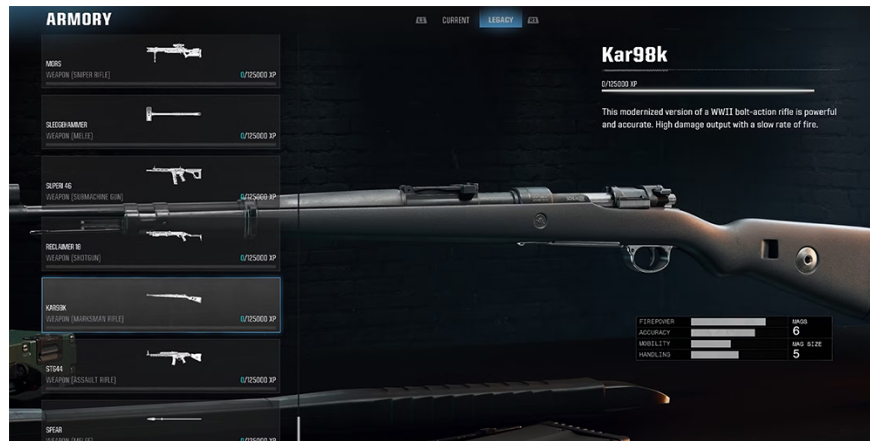 ARMORY
CURRENT
LEGACY
MORS
WEAPON [SNIPER RIFLE]
0/125000 XP
SLEDGEHAMMER
WEAPON [MELEE]
0/125000 XP
SUPERI 46
WEAPON [SUBMACHINE GUN]
0/125000 XP
RECLAIMER 18
WEAPON [SHOTGUN]
0/125000 XP
KAR98K
WEAPON [MARKSMAN RIFLE]
0/125000 XP
STG44
WEAPON [ASSAULT RIFLE]
0/125000 XP
SPEAR
WEAPON [MELEE]
Kar98k
0/125000 XP
This modernized version of a WWII bolt-action rifle is powerful
and accurate. High damage output with a slow rate of fire.
FIREPOWER
ACCURACY
MOBILITY
HANDLING
MAGS
6
MAG SIZE
5